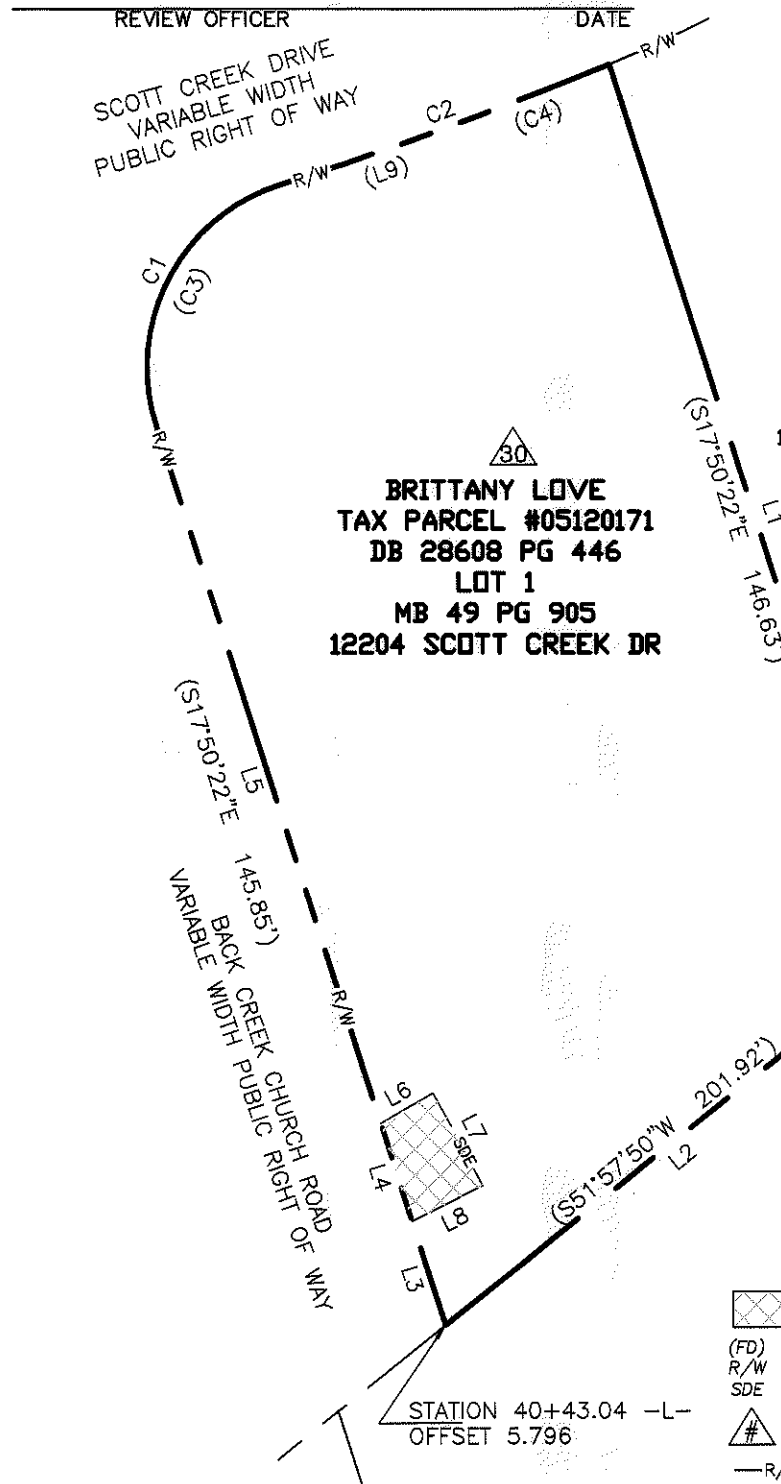 REVIEW OFFICER
DATE
SCOTT CREEK DRIVE
VARIABLE WIDTH
PUBLIC RIGHT OF WAY
R/W
C2
(C4)
R/W
(L9)
C1
(C3)
R/W
30
BRITTANY LOVE
TAX PARCEL #05120171
DB 28608 PG 446
LOT 1
MB 49 PG 905
12204 SCOTT CREEK DR
(S17°50'22"E 146.63')
L1
(S17°50'22"E 145.85')
L5
BACK CREEK CHURCH ROAD
VARIABLE WIDTH PUBLIC RIGHT OF WAY
R/W
L6
L7
SDE
L4
L8
L3
(S51°57'50"W 201.92')
L2
STATION 40+43.04 -L-
OFFSET 5.796
(FD)
R/W
SDE
#
R/